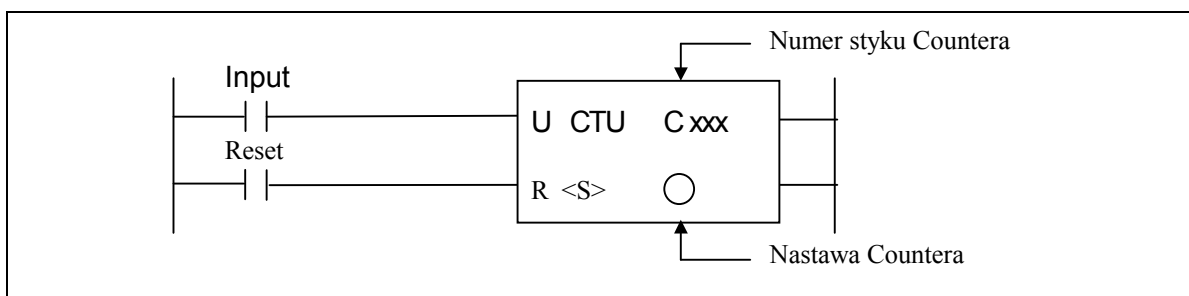 Numer styku Countera
Input
U CTU C xxx
Reset
R <S>
Nastawa Countera